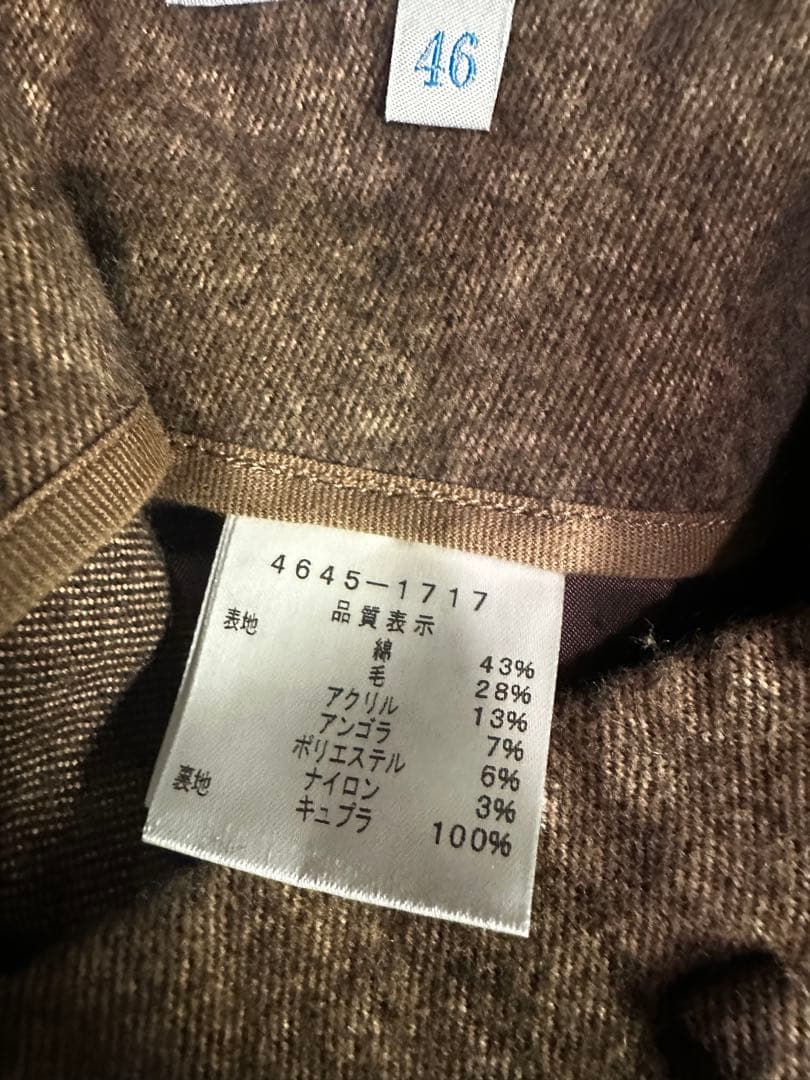 46
4645-1717
品質表示
表地 綿 43%
毛 28%
アクリル 13%
アンゴラ 7%
ポリエステル 6%
ナイロン 3%
裏地 キュプラ 100%